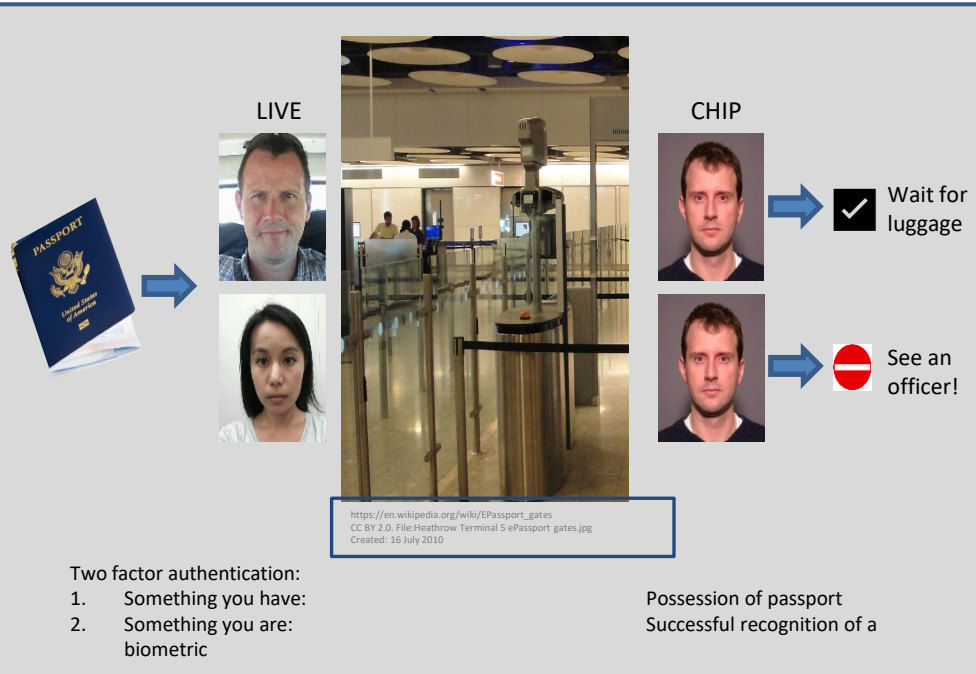 LIVE
CHIP
PASSPORT
United States
of America
Wait for
luggage
See an
officer!
https://en.wikipedia.org/wiki/EPassport_gates
CC BY 2.0. File:Heathrow Terminal 5 ePassport gates.jpg
Created: 16 July 2010
Two factor authentication:
1. Something you have: Possession of passport
2. Something you are: Successful recognition of a
biometric